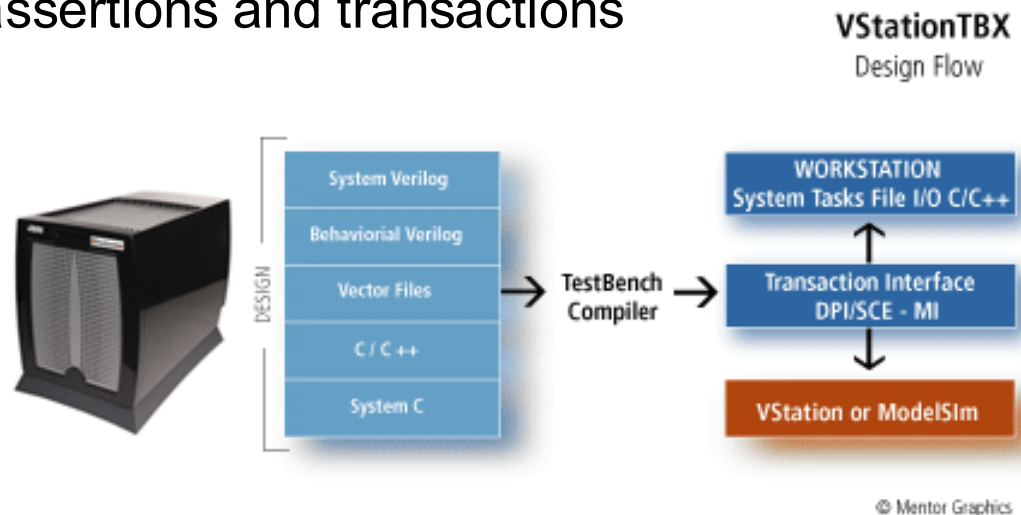 assertions and transactions
VStationTBX
Design Flow
DESIGN
System Verilog
Behaviorial Verilog
Vector Files
C / C ++
System C
TestBench
Compiler
WORKSTATION
System Tasks File I/O C/C++
Transaction Interface
DPI/SCE - MI
VStation or ModelSIm
© Mentor Graphics